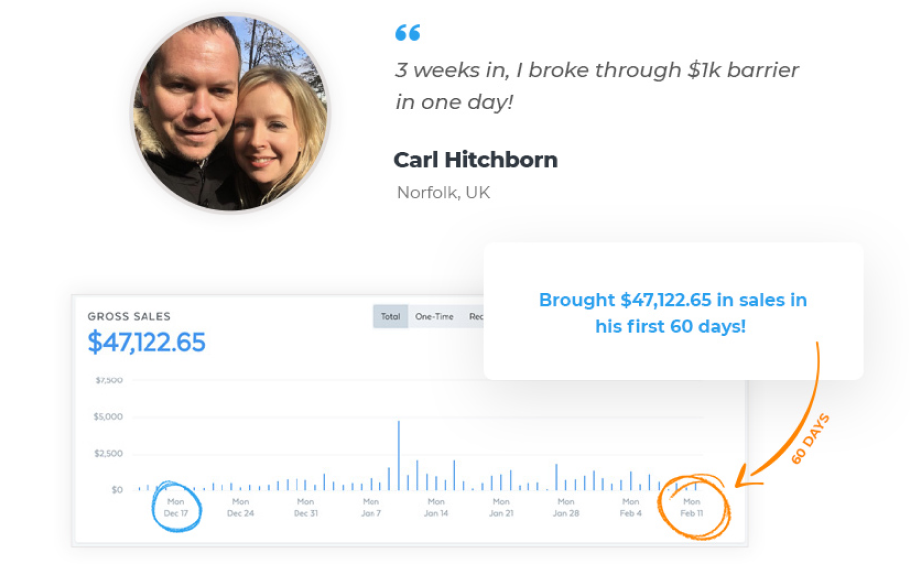 “
3 weeks in, I broke through $1k barrier
in one day!
Carl Hitchborn
Norfolk, UK
Brought $47,122.65 in sales in
his first 60 days!
GROSS SALES
$47,122.65
Total One-Time
60 DAYS
$7,500
$5,000
$2,500
$0
Mon Mon Mon Mon Mon Mon Mon Mon Mon
Dec 17 Dec 24 Dec 31 Jan 7 Jan 14 Jan 21 Jan 28 Feb 4 Feb 11